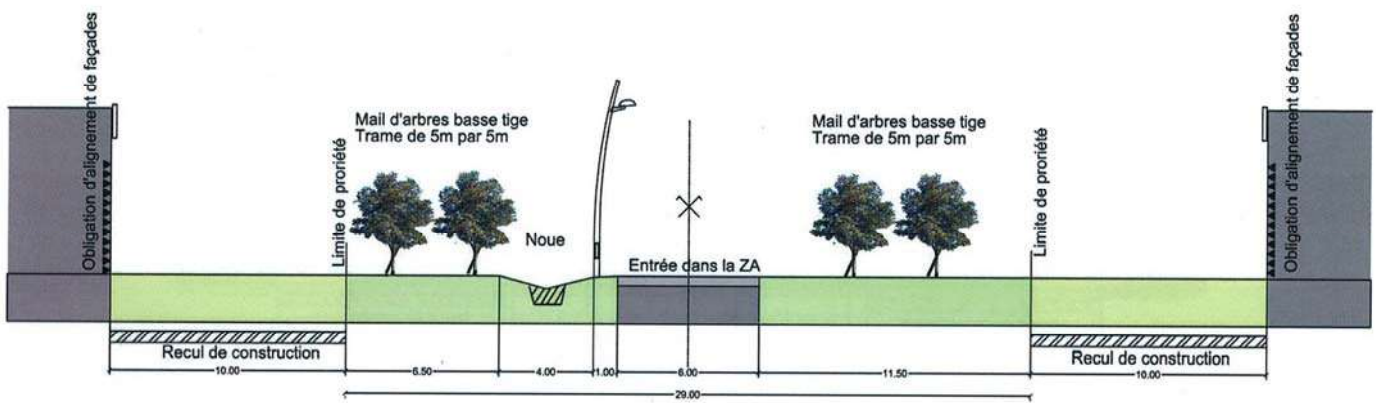 Obligation d'alignement de façades
Limite de proriété
Mail d'arbres basse tige
Trame de 5m par 5m
Noue
Entrée dans la ZA
Mail d'arbres basse tige
Trame de 5m par 5m
Limite de proriété
Obligation d'alignement de façades
Recul de construction
Recul de construction
10.00
6.50
4.00
1.00
6.00
11.50
10.00
29.00